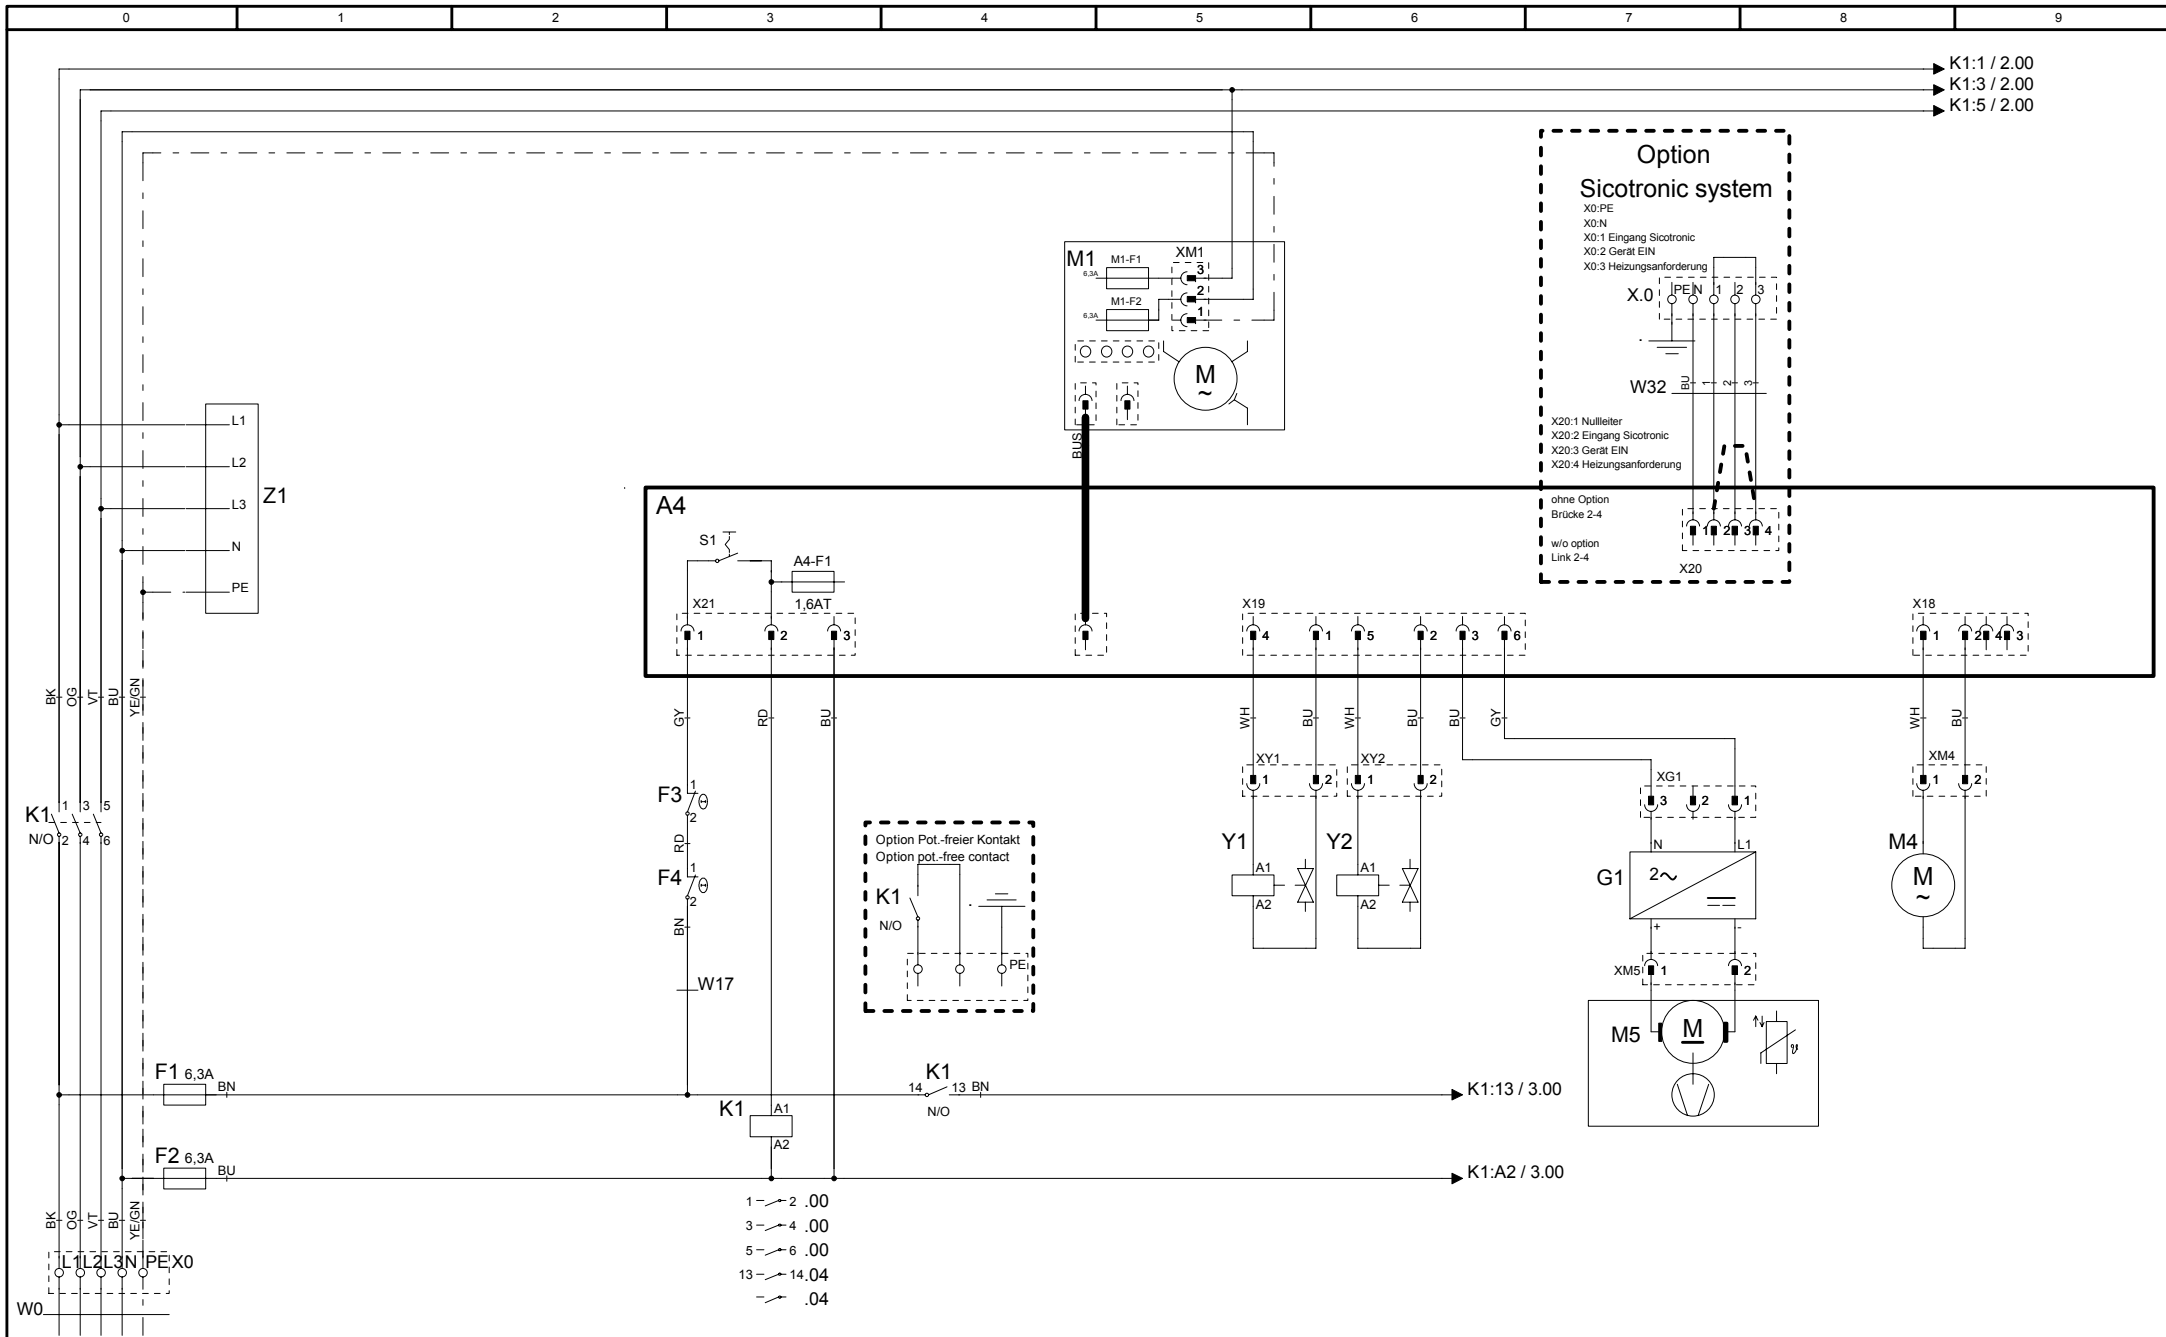 0 1 2 3 4 5 6 7 8 9
K1:1 / 2.00
K1:3 / 2.00
K1:5 / 2.00
Option
Sicotronic system
X0:PE
X0:N
X0:1 Eingang Sicotronic
X0:2 Gerät EIN
X0:3 Heizungsanforderung
X.0 PE N 1 2 3
W32 BU 1 2 3
X20:1 Nullleiter
X20:2 Eingang Sicotronic
X20:3 Gerät EIN
X20:4 Heizungsanforderung
ohne Option
Brücke 2-4
w/o option
Link 2-4
1 2 3 4
X20
M1
6,3A M1-F1
6,3A M1-F2
XM1
3
2
1
M
~
BUS
L1
L2
L3
N
PE
Z1
A4
S1
A4-F1
1,6AT
X21
1 2 3
X19
4 1 5 2 3 6
X18
1 2 4 3
BK OG VT BU YE/GN
GY RD BU
WH BU WH BU BU GY
WH BU
XY1
1 2
XY2
1 2
XG1
3 2 1
XM4
1 2
K1
N/O
1 3 5
2 4 6
F3
1
2
RD
F4
1
2
BN
W17
Option Pot.-freier Kontakt
Option pot.-free contact
K1
N/O
PE
Y1
A1
A2
Y2
A1
A2
N L1
G1
2~
+ -
XM5 1 2
M5
M
ϑ
M4
M
~
F1 6,3A
BN
K1
14 13 BN
N/O
K1:13 / 3.00
K1
A1
A2
F2 6,3A
BU
K1:A2 / 3.00
1 2 .00
3 4 .00
5 6 .00
13 14 .04
.04
BK OG VT BU YE/GN
L1 L2 L3 N PE X0
W0